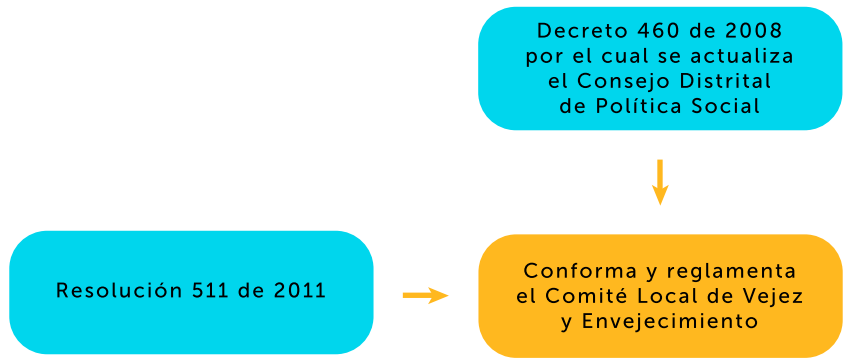 Decreto 460 de 2008
por el cual se actualiza
el Consejo Distrital
de Política Social
Resolución 511 de 2011
Conforma y reglamenta
el Comité Local de Vejez
y Envejecimiento